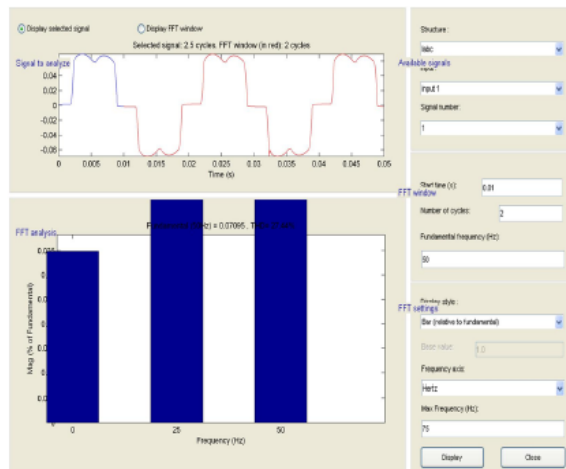 Display selected signal
Display FFT window
Selected signal: 2.5 cycles. FFT window (in red): 2 cycles
Signal to analyze
0.04
0.02
0
-0.02
-0.04
-0.06
0 0.005 0.01 0.015 0.02 0.025 0.03 0.035 0.04 0.045 0.05
Time (s)
FFT analysis
= 0.07095 ,
Mag (% of Fundamental)
0 25 50
Frequency (Hz)
Structure :
Available signals
input 1
Signal number:
1
Start time (s): 0.01
FFT window
Number of cycles: 2
Fundamental frequency (Hz):
50
Display style :
FFT settings
Bar (relative to fundamental)
Base value: 1.0
Frequency axis:
Hertz
Max Frequency (Hz):
75
Display
Close